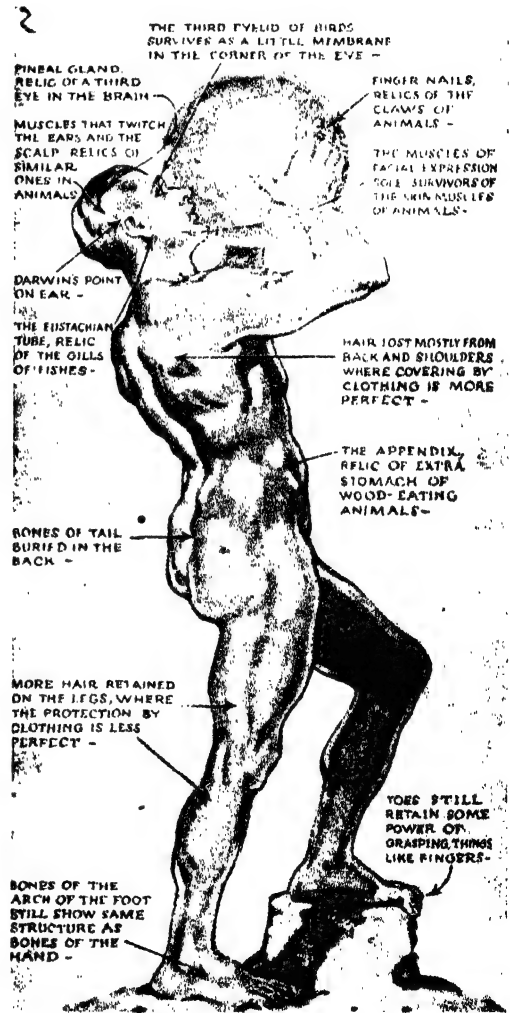 2
THE THIRD EYELID OF BIRDS
SURVIVES AS A LITTLE MEMBRANE
IN THE CORNER OF THE EYE -
PINEAL GLAND,
RELIC OF A THIRD
EYE IN THE BRAIN -
MUSCLES THAT TWITCH
THE EARS AND THE
SCALP RELICS OF
SIMILAR
ONES IN
ANIMALS
DARWIN'S POINT
ON EAR -
THE EUSTACHIAN
TUBE, RELIC
OF THE GILLS
OF FISHES -
FINGER NAILS,
RELICS OF THE
CLAWS OF
ANIMALS -
THE MUSCLES OF
FACIAL EXPRESSION
SOLE SURVIVORS OF
THE SKIN MUSCLES
OF ANIMALS -
HAIR LOST MOSTLY FROM
BACK AND SHOULDERS
WHERE COVERING BY
CLOTHING IS MORE
PERFECT -
THE APPENDIX,
RELIC OF EXTRA
STOMACH OF
WOOD-EATING
ANIMALS -
BONES OF TAIL
BURIED IN THE
BACK -
MORE HAIR RETAINED
ON THE LEGS, WHERE
THE PROTECTION BY
CLOTHING IS LESS
PERFECT -
TOES STILL
RETAIN SOME
POWER OF
GRASPING THINGS
LIKE FINGERS -
BONES OF THE
ARCH OF THE FOOT
STILL SHOW SAME
STRUCTURE AS
BONES OF THE
HAND -